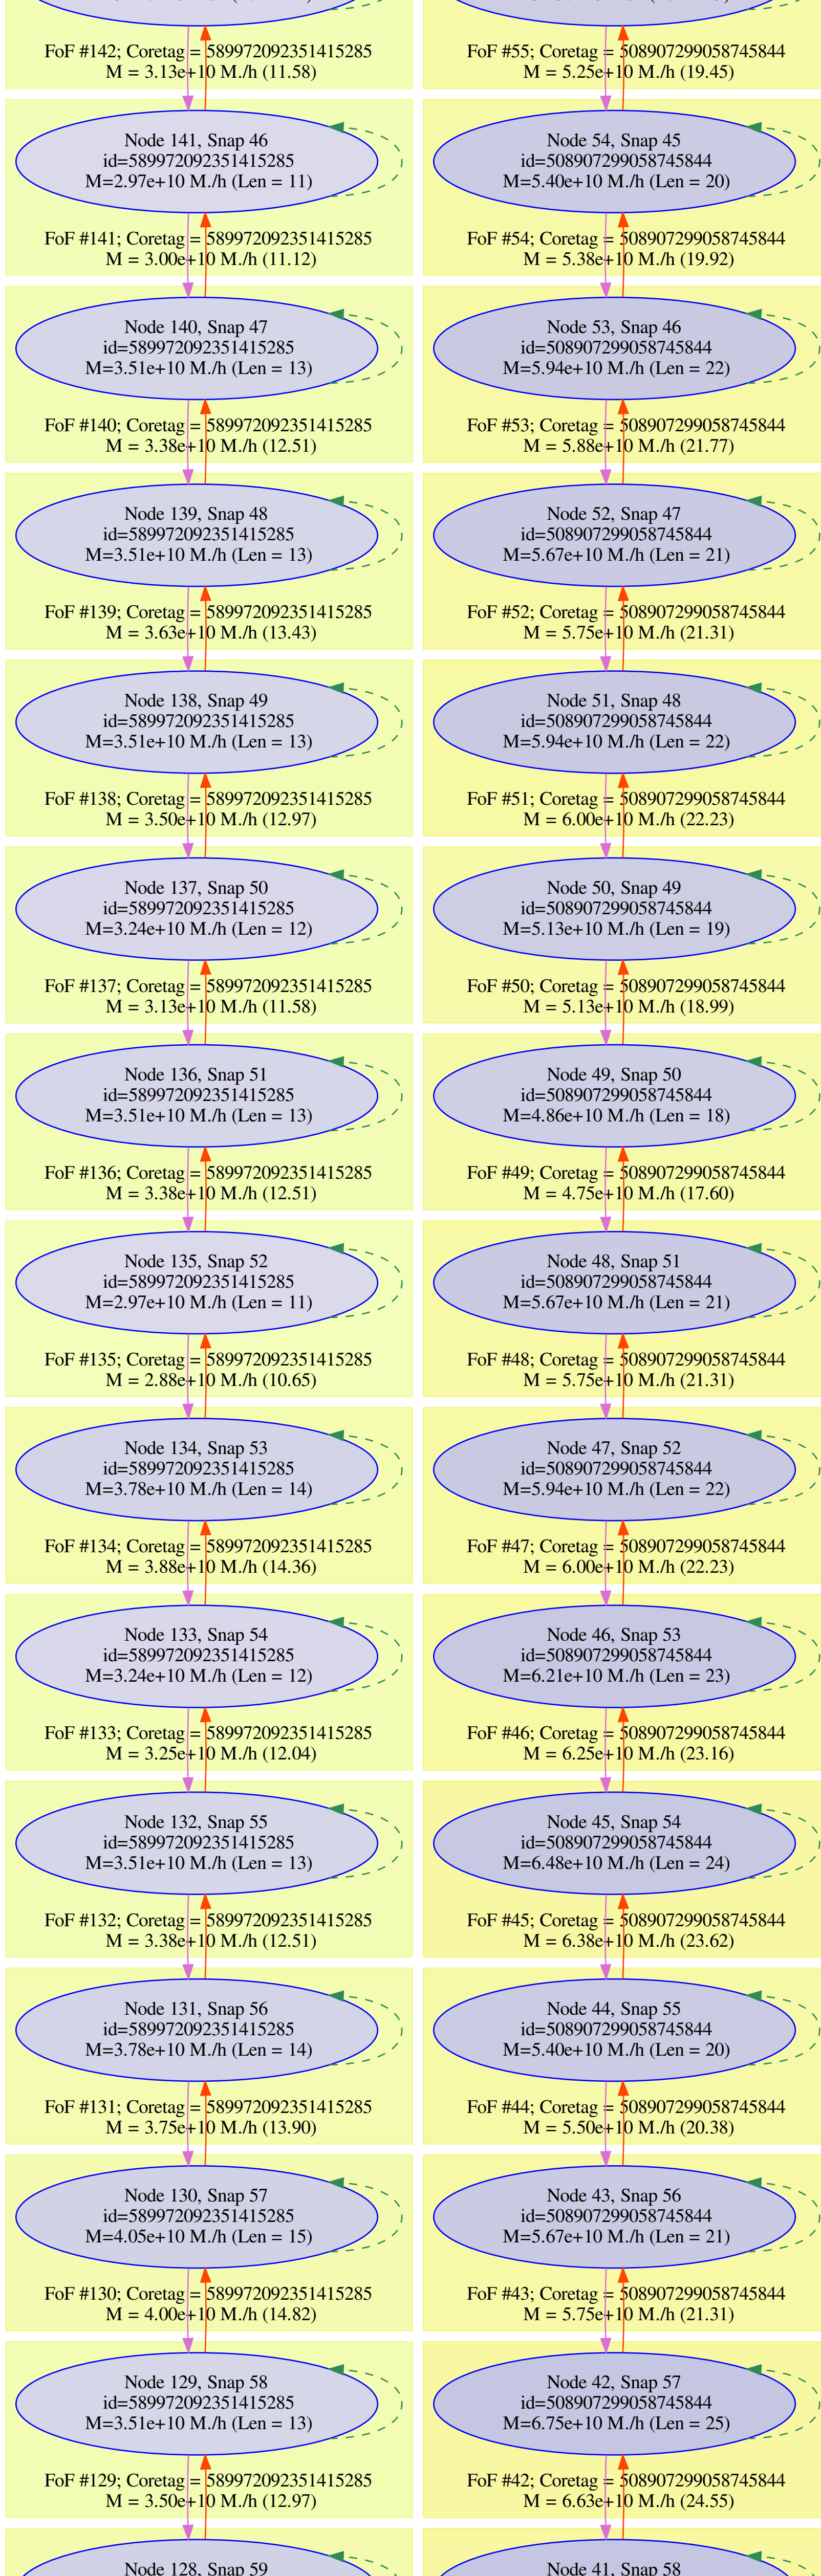 FoF #142; Coretag = 589972092351415285
M = 3.13e+10 M./h (11.58)
Node 141, Snap 46
id=589972092351415285
M=2.97e+10 M./h (Len = 11)
FoF #141; Coretag = 589972092351415285
M = 3.00e+10 M./h (11.12)
Node 140, Snap 47
id=589972092351415285
M=3.51e+10 M./h (Len = 13)
FoF #140; Coretag = 589972092351415285
M = 3.38e+10 M./h (12.51)
Node 139, Snap 48
id=589972092351415285
M=3.51e+10 M./h (Len = 13)
FoF #139; Coretag = 589972092351415285
M = 3.63e+10 M./h (13.43)
Node 138, Snap 49
id=589972092351415285
M=3.51e+10 M./h (Len = 13)
FoF #138; Coretag = 589972092351415285
M = 3.50e+10 M./h (12.97)
Node 137, Snap 50
id=589972092351415285
M=3.24e+10 M./h (Len = 12)
FoF #137; Coretag = 589972092351415285
M = 3.13e+10 M./h (11.58)
Node 136, Snap 51
id=589972092351415285
M=3.51e+10 M./h (Len = 13)
FoF #136; Coretag = 589972092351415285
M = 3.38e+10 M./h (12.51)
Node 135, Snap 52
id=589972092351415285
M=2.97e+10 M./h (Len = 11)
FoF #135; Coretag = 589972092351415285
M = 2.88e+10 M./h (10.65)
Node 134, Snap 53
id=589972092351415285
M=3.78e+10 M./h (Len = 14)
FoF #134; Coretag = 589972092351415285
M = 3.88e+10 M./h (14.36)
Node 133, Snap 54
id=589972092351415285
M=3.24e+10 M./h (Len = 12)
FoF #133; Coretag = 589972092351415285
M = 3.25e+10 M./h (12.04)
Node 132, Snap 55
id=589972092351415285
M=3.51e+10 M./h (Len = 13)
FoF #132; Coretag = 589972092351415285
M = 3.38e+10 M./h (12.51)
Node 131, Snap 56
id=589972092351415285
M=3.78e+10 M./h (Len = 14)
FoF #131; Coretag = 589972092351415285
M = 3.75e+10 M./h (13.90)
Node 130, Snap 57
id=589972092351415285
M=4.05e+10 M./h (Len = 15)
FoF #130; Coretag = 589972092351415285
M = 4.00e+10 M./h (14.82)
Node 129, Snap 58
id=589972092351415285
M=3.51e+10 M./h (Len = 13)
FoF #129; Coretag = 589972092351415285
M = 3.50e+10 M./h (12.97)
Node 128, Snap 59
FoF #55; Coretag = 508907299058745844
M = 5.25e+10 M./h (19.45)
Node 54, Snap 45
id=508907299058745844
M=5.40e+10 M./h (Len = 20)
FoF #54; Coretag = 508907299058745844
M = 5.38e+10 M./h (19.92)
Node 53, Snap 46
id=508907299058745844
M=5.94e+10 M./h (Len = 22)
FoF #53; Coretag = 508907299058745844
M = 5.88e+10 M./h (21.77)
Node 52, Snap 47
id=508907299058745844
M=5.67e+10 M./h (Len = 21)
FoF #52; Coretag = 508907299058745844
M = 5.75e+10 M./h (21.31)
Node 51, Snap 48
id=508907299058745844
M=5.94e+10 M./h (Len = 22)
FoF #51; Coretag = 508907299058745844
M = 6.00e+10 M./h (22.23)
Node 50, Snap 49
id=508907299058745844
M=5.13e+10 M./h (Len = 19)
FoF #50; Coretag = 508907299058745844
M = 5.13e+10 M./h (18.99)
Node 49, Snap 50
id=508907299058745844
M=4.86e+10 M./h (Len = 18)
FoF #49; Coretag = 508907299058745844
M = 4.75e+10 M./h (17.60)
Node 48, Snap 51
id=508907299058745844
M=5.67e+10 M./h (Len = 21)
FoF #48; Coretag = 508907299058745844
M = 5.75e+10 M./h (21.31)
Node 47, Snap 52
id=508907299058745844
M=5.94e+10 M./h (Len = 22)
FoF #47; Coretag = 508907299058745844
M = 6.00e+10 M./h (22.23)
Node 46, Snap 53
id=508907299058745844
M=6.21e+10 M./h (Len = 23)
FoF #46; Coretag = 508907299058745844
M = 6.25e+10 M./h (23.16)
Node 45, Snap 54
id=508907299058745844
M=6.48e+10 M./h (Len = 24)
FoF #45; Coretag = 508907299058745844
M = 6.38e+10 M./h (23.62)
Node 44, Snap 55
id=508907299058745844
M=5.40e+10 M./h (Len = 20)
FoF #44; Coretag = 508907299058745844
M = 5.50e+10 M./h (20.38)
Node 43, Snap 56
id=508907299058745844
M=5.67e+10 M./h (Len = 21)
FoF #43; Coretag = 508907299058745844
M = 5.75e+10 M./h (21.31)
Node 42, Snap 57
id=508907299058745844
M=6.75e+10 M./h (Len = 25)
FoF #42; Coretag = 508907299058745844
M = 6.63e+10 M./h (24.55)
Node 41, Snap 58